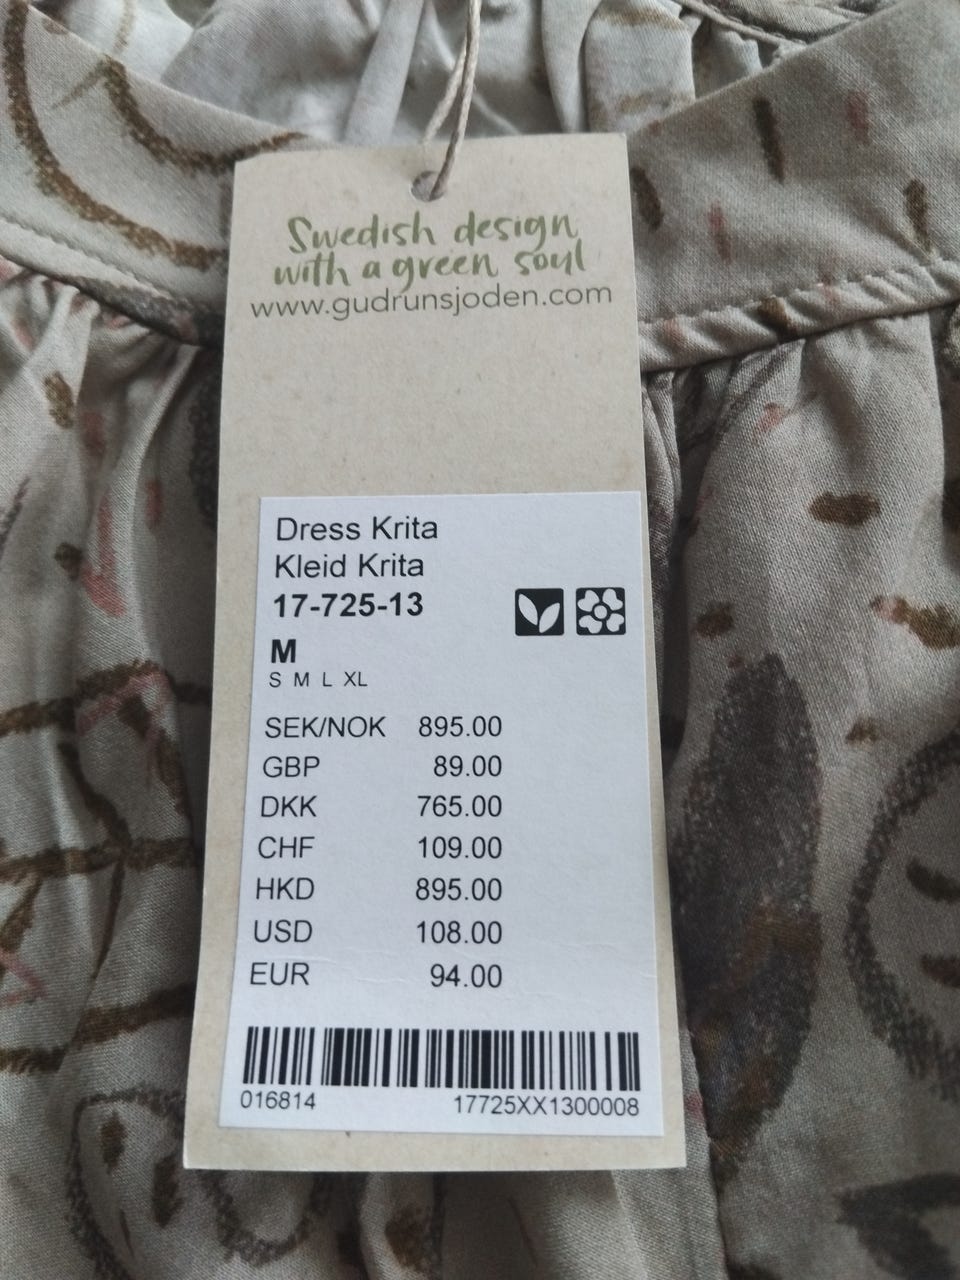 Swedish design
with a green soul
www.gudrunsjoden.com
Dress Krita
Kleid Krita
17-725-13
M
S M L XL
SEK/NOK 895.00
GBP 89.00
DKK 765.00
CHF 109.00
HKD 895.00
USD 108.00
EUR 94.00
016814 17725XX1300008